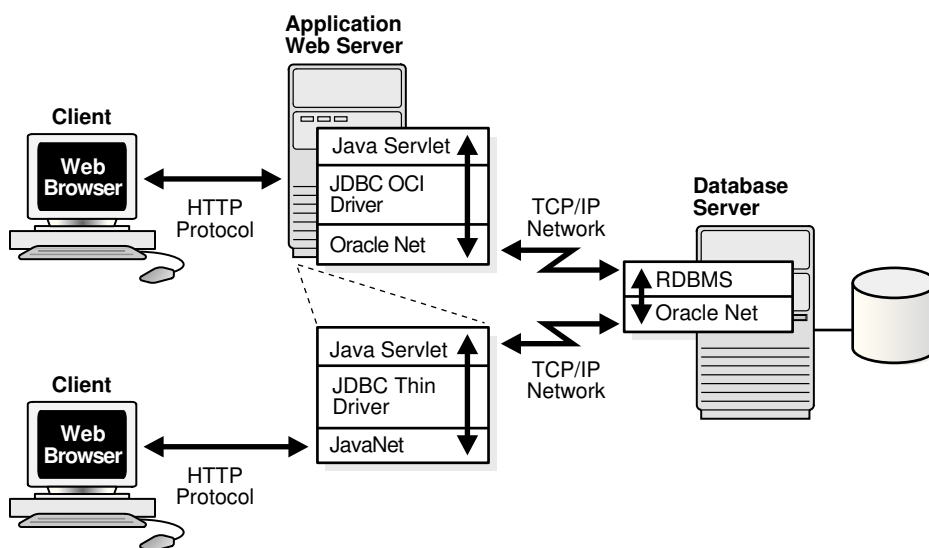 Application
Web Server
Client
Web
Browser
HTTP
Protocol
Java Servlet
JDBC OCI
Driver
Oracle Net
TCP/IP
Network
Database
Server
RDBMS
Oracle Net
Java Servlet
JDBC Thin
Driver
JavaNet
TCP/IP
Network
Client
Web
Browser
HTTP
Protocol